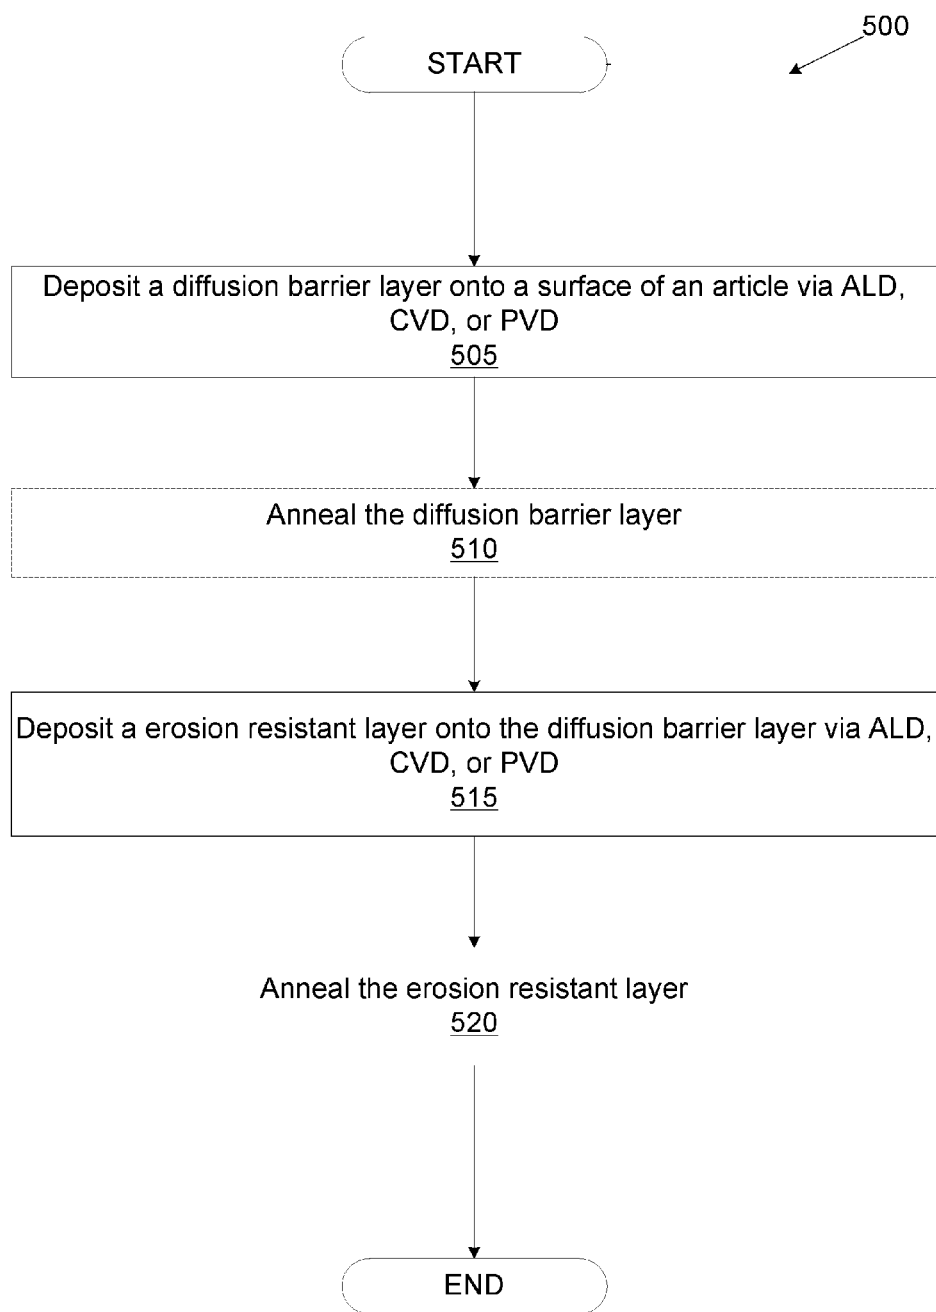 500
START
Deposit a diffusion barrier layer onto a surface of an article via ALD,
CVD, or PVD
505
Anneal the diffusion barrier layer
510
Deposit a erosion resistant layer onto the diffusion barrier layer via ALD,
CVD, or PVD
515
Anneal the erosion resistant layer
520
END